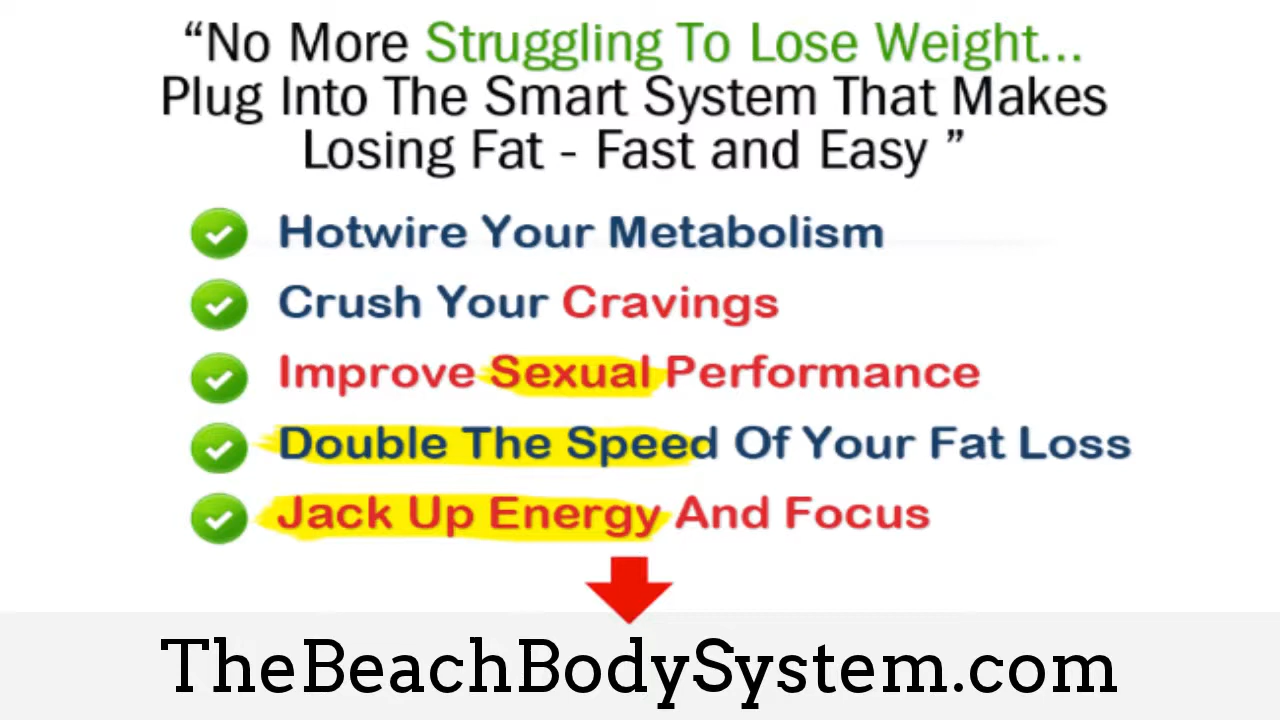 “No More Struggling To Lose Weight...
Plug Into The Smart System That Makes
Losing Fat - Fast and Easy ”
Hotwire Your Metabolism
Crush Your Cravings
Improve Sexual Performance
Double The Speed Of Your Fat Loss
Jack Up Energy And Focus
TheBeachBodySystem.com